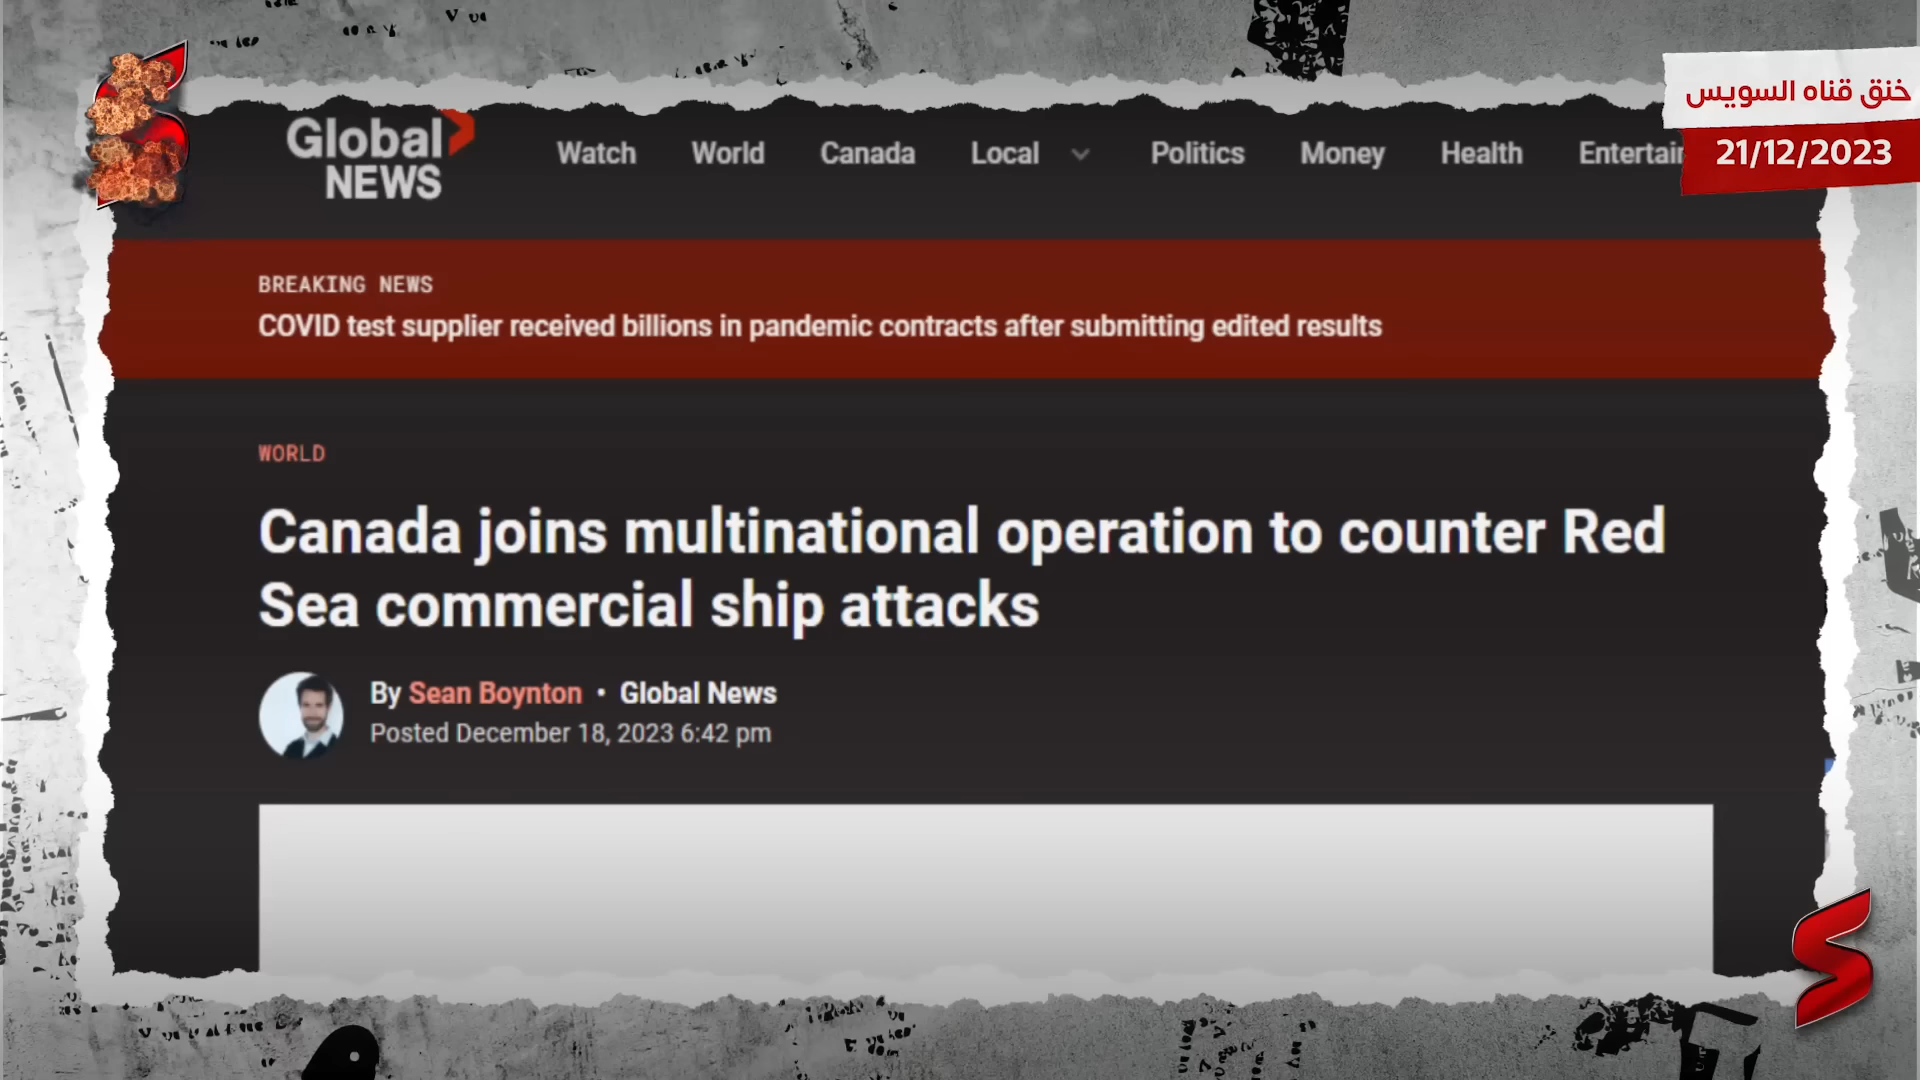 خنق قناه السويس
21/12/2023
Global
NEWS
Watch World Canada Local Politics Money Health Entertain
BREAKING NEWS
COVID test supplier received billions in pandemic contracts after submitting edited results
WORLD
Canada joins multinational operation to counter Red
Sea commercial ship attacks
By Sean Boynton • Global News
Posted December 18, 2023 6:42 pm